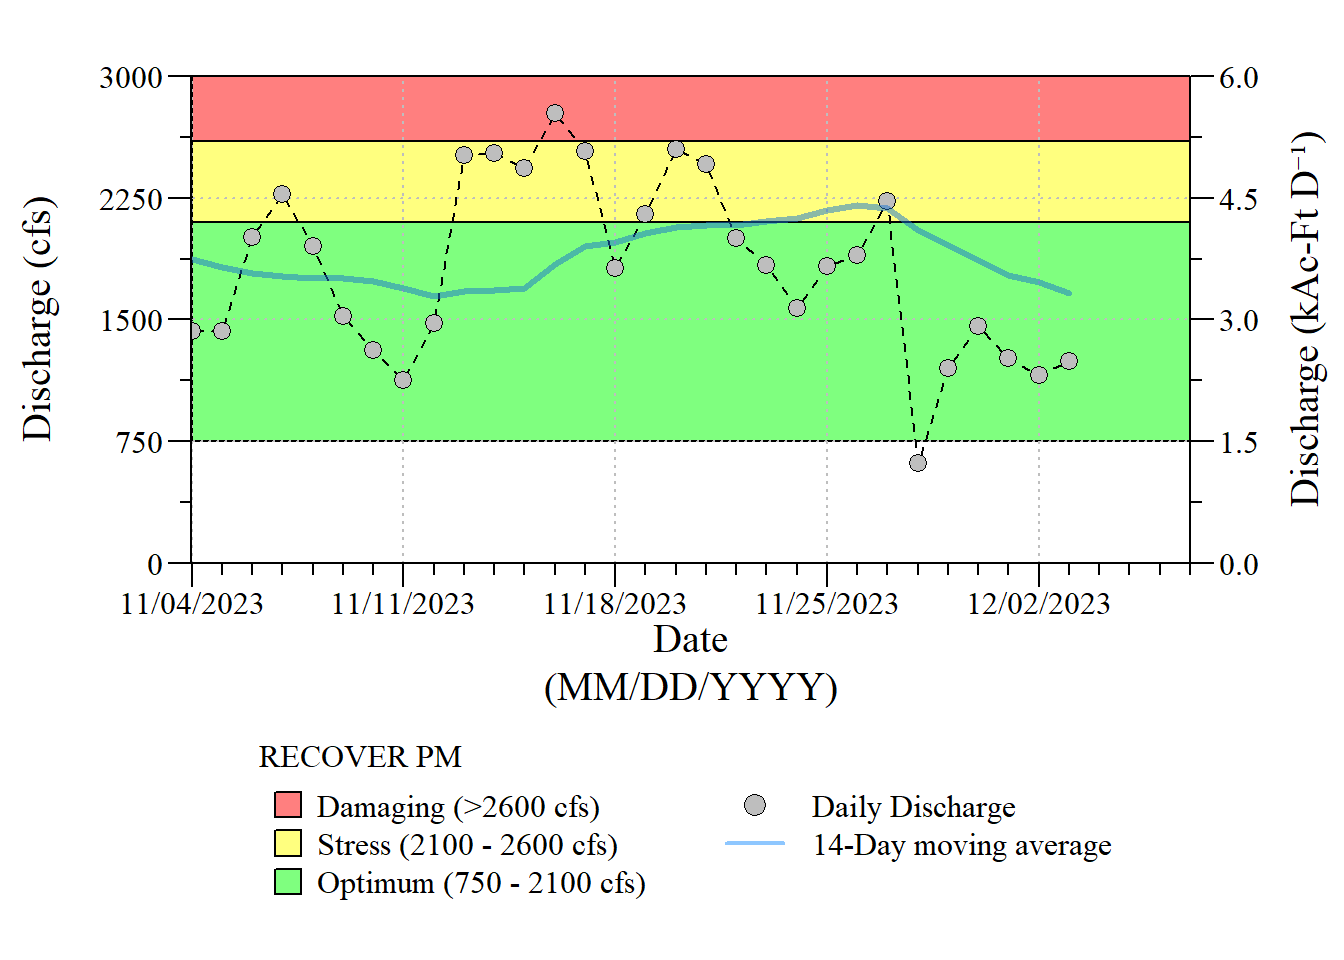 Discharge (cfs)
3000
2250
1500
750
0
6.0
4.5
3.0
1.5
0.0
Discharge (kAc-Ft D⁻¹)
11/04/2023 11/11/2023 11/18/2023 11/25/2023 12/02/2023
Date
(MM/DD/YYYY)
RECOVER PM
Damaging (>2600 cfs)
Stress (2100 - 2600 cfs)
Optimum (750 - 2100 cfs)
Daily Discharge
14-Day moving average